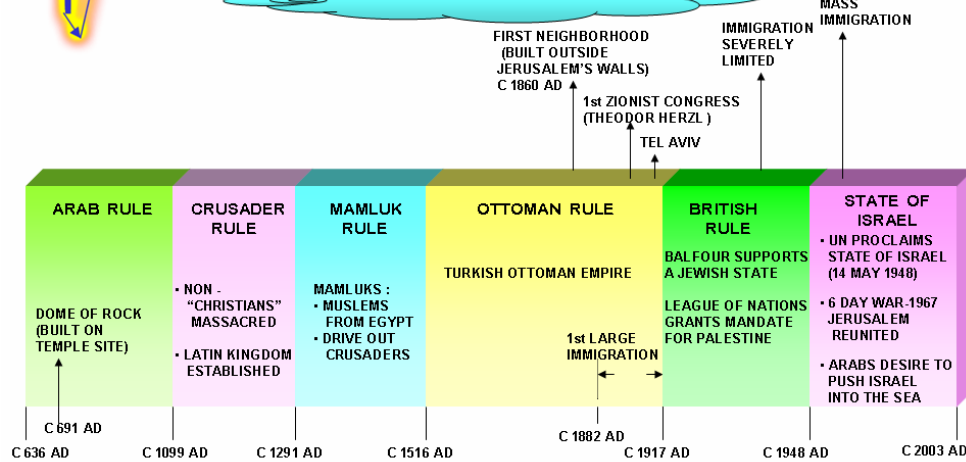 MASS
IMMIGRATION
IMMIGRATION
SEVERELY
LIMITED
FIRST NEIGHBORHOOD
(BUILT OUTSIDE
JERUSALEM'S WALLS)
C 1860 AD
1st ZIONIST CONGRESS
(THEODOR HERZL )
TEL AVIV
ARAB RULE
DOME OF ROCK
(BUILT ON
TEMPLE SITE)
C 691 AD
CRUSADER
RULE
• NON -
"CHRISTIANS"
MASSACRED
• LATIN KINGDOM
ESTABLISHED
MAMLUK
RULE
MAMLUKS :
• MUSLEMS
FROM EGYPT
• DRIVE OUT
CRUSADERS
OTTOMAN RULE
TURKISH OTTOMAN EMPIRE
1st LARGE
IMMIGRATION
C 1882 AD
BRITISH
RULE
BALFOUR SUPPORTS
A JEWISH STATE
LEAGUE OF NATIONS
GRANTS MANDATE
FOR PALESTINE
STATE OF
ISRAEL
• UN PROCLAIMS
STATE OF ISRAEL
(14 MAY 1948)
• 6 DAY WAR-1967
JERUSALEM
REUNITED
• ARABS DESIRE TO
PUSH ISRAEL
INTO THE SEA
C 636 AD
C 1099 AD
C 1291 AD
C 1516 AD
C 1917 AD
C 1948 AD
C 2003 AD